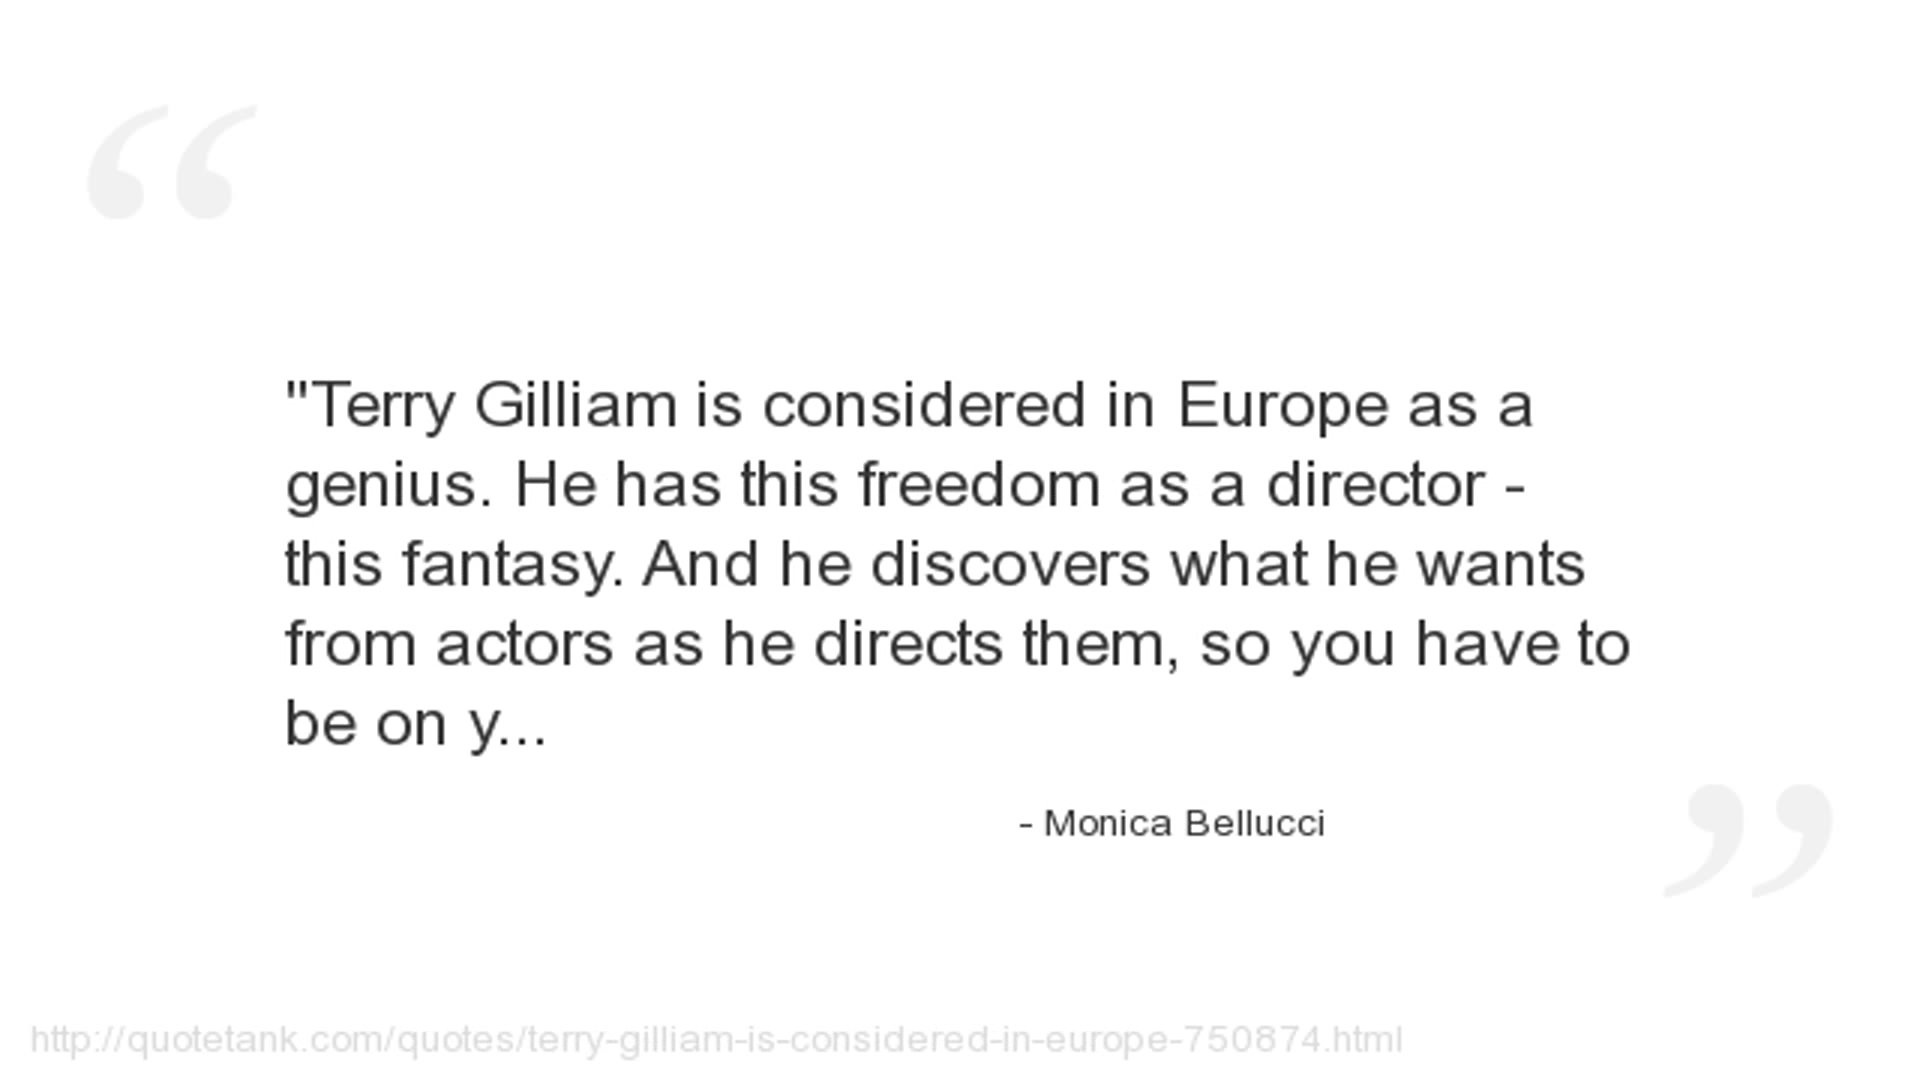 "Terry Gilliam is considered in Europe as a
genius. He has this freedom as a director -
this fantasy. And he discovers what he wants
from actors as he directs them, so you have to
be on y...
- Monica Bellucci
http://quotetank.com/quotes/terry-gilliam-is-considered-in-europe-750874.html